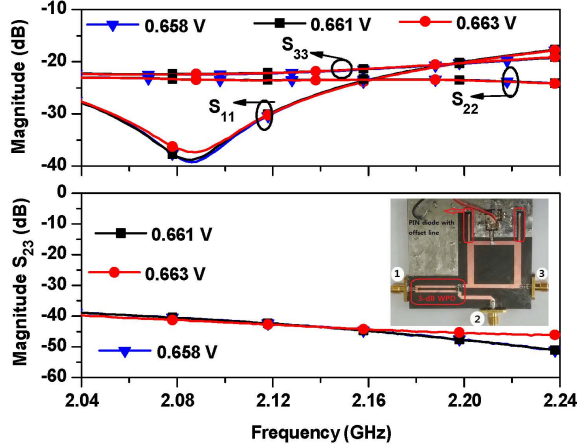 0.658 V 0.661 V 0.663 V
-10
-20
-30
-40
Magnitude (dB)
S33
S11
S22
0
-10
-20
-30
-40
-50
-60
Magnitude S23 (dB)
0.661 V
0.663 V
0.658 V
PIN diode with
offset line
1
3
3-dB WPD
2
2.04 2.08 2.12 2.16 2.20 2.24
Frequency (GHz)